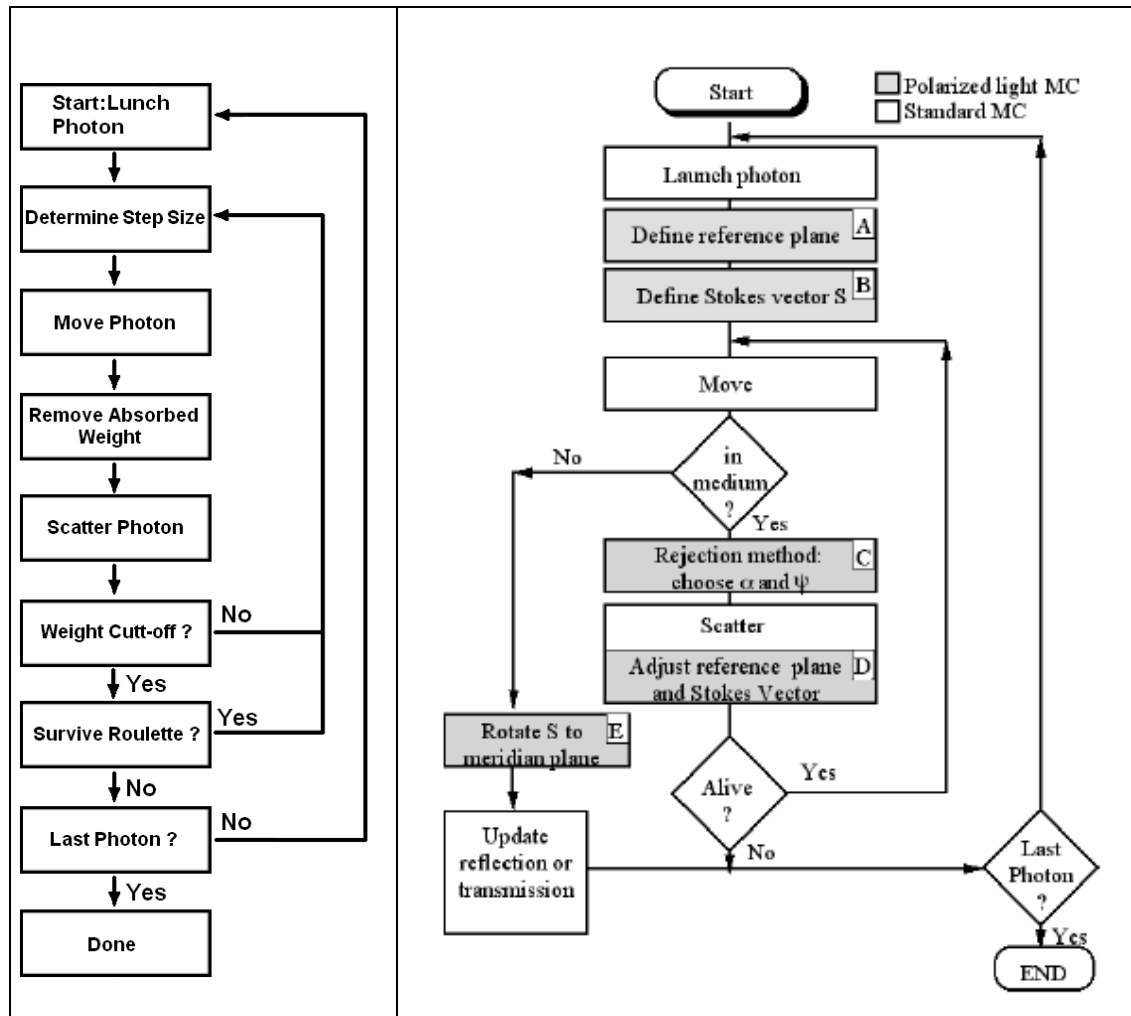 Start:Lunch
Photon
Determine Step Size
Move Photon
Remove Absorbed
Weight
Scatter Photon
Weight Cutt-off ?
No
Yes
Survive Roulette ?
Yes
No
Last Photon ?
No
Yes
Done
Start
Polarized light MC
Standard MC
Launch photon
Define reference plane
A
Define Stokes vector S
B
Move
in
medium
?
No
Yes
Rejection method:
choose α and ψ
C
Scatter
Adjust reference plane
and Stokes Vector
D
Rotate S to
meridian plane
E
Alive
?
Yes
No
Update
reflection or
transmission
Last
Photon
?
Yes
END